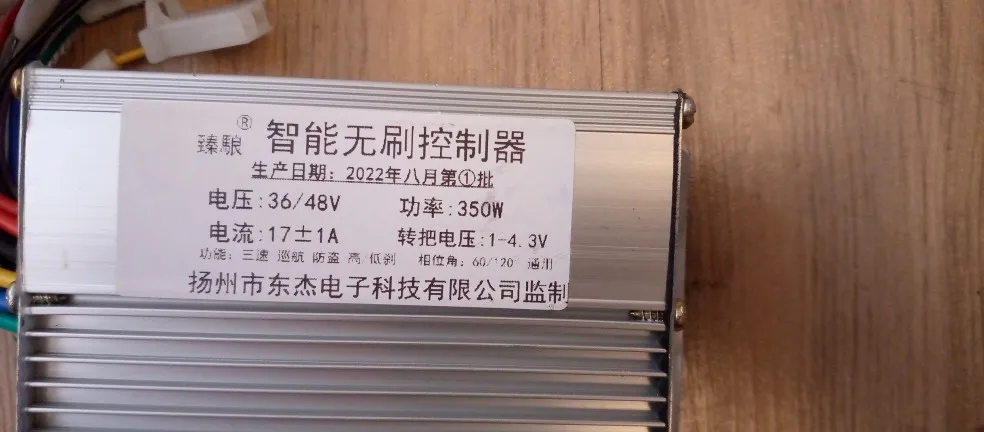 臻駺® 智能无刷控制器
生产日期：2022年八月第①批
电压:36/48V 功率:350W
电流:17±1A 转把电压:1-4.3V
功能：三速 巡航 防盗 高/低刹 相位角：60/120° 通用
扬州市东杰电子科技有限公司监制